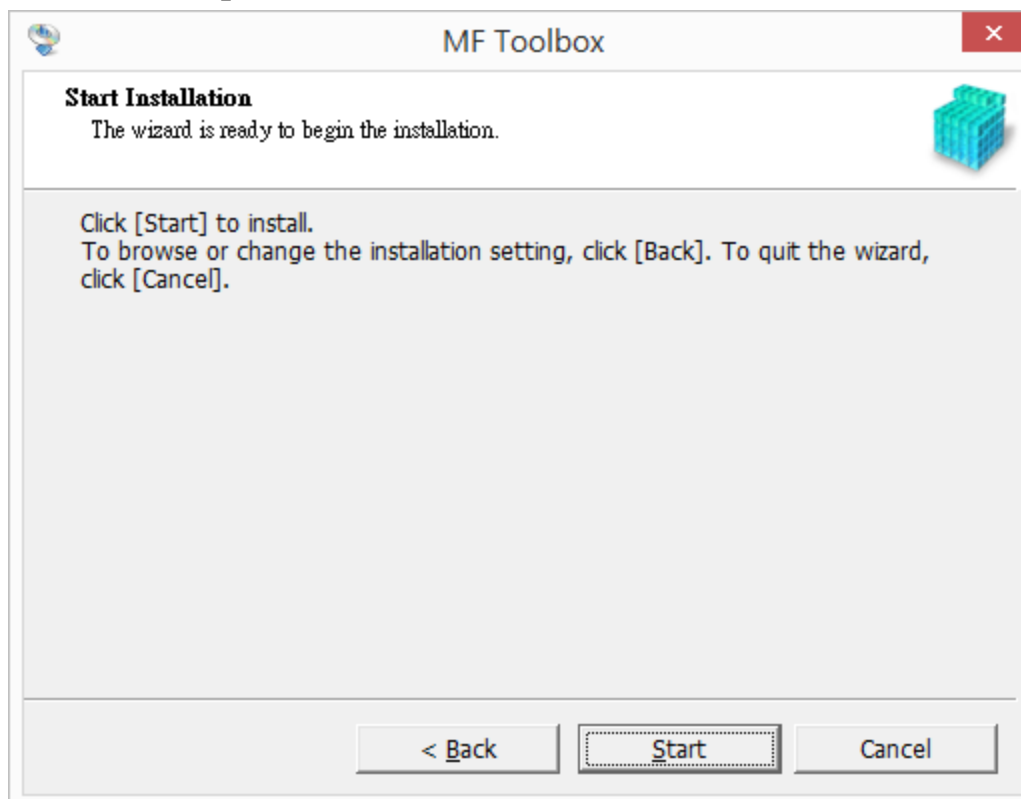 MF Toolbox
Start Installation
The wizard is ready to begin the installation.
Click [Start] to install.
To browse or change the installation setting, click [Back]. To quit the wizard,
click [Cancel].
< Back
Start
Cancel